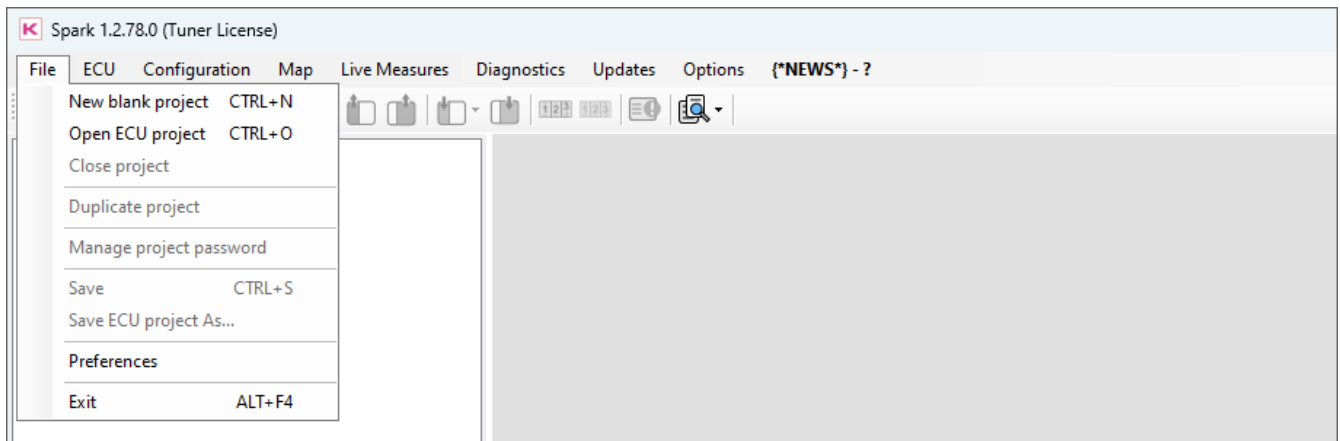 K Spark 1.2.78.0 (Tuner License)
File ECU Configuration Map Live Measures Diagnostics Updates Options {*NEWS*} - ?
New blank project CTRL+N
Open ECU project CTRL+O
Close project
Duplicate project
Manage project password
Save CTRL+S
Save ECU project As...
Preferences
Exit ALT+F4
123 123